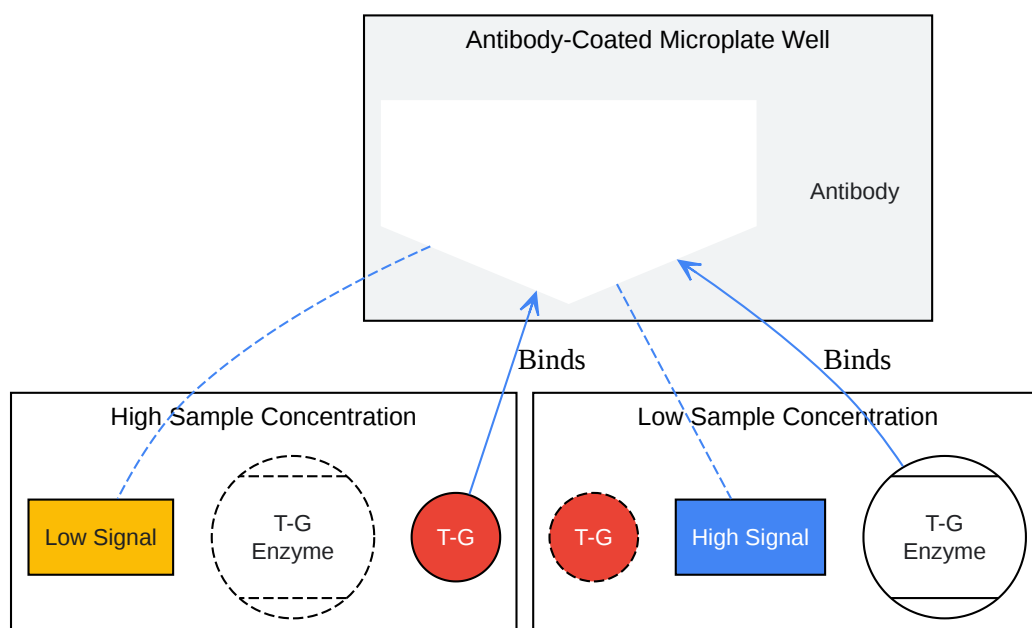 Antibody-Coated Microplate Well
Antibody
Binds
Binds
High Sample Concentration
Low Signal
T-G
Enzyme
T-G
Low Sample Concentration
T-G
High Signal
T-G
Enzyme